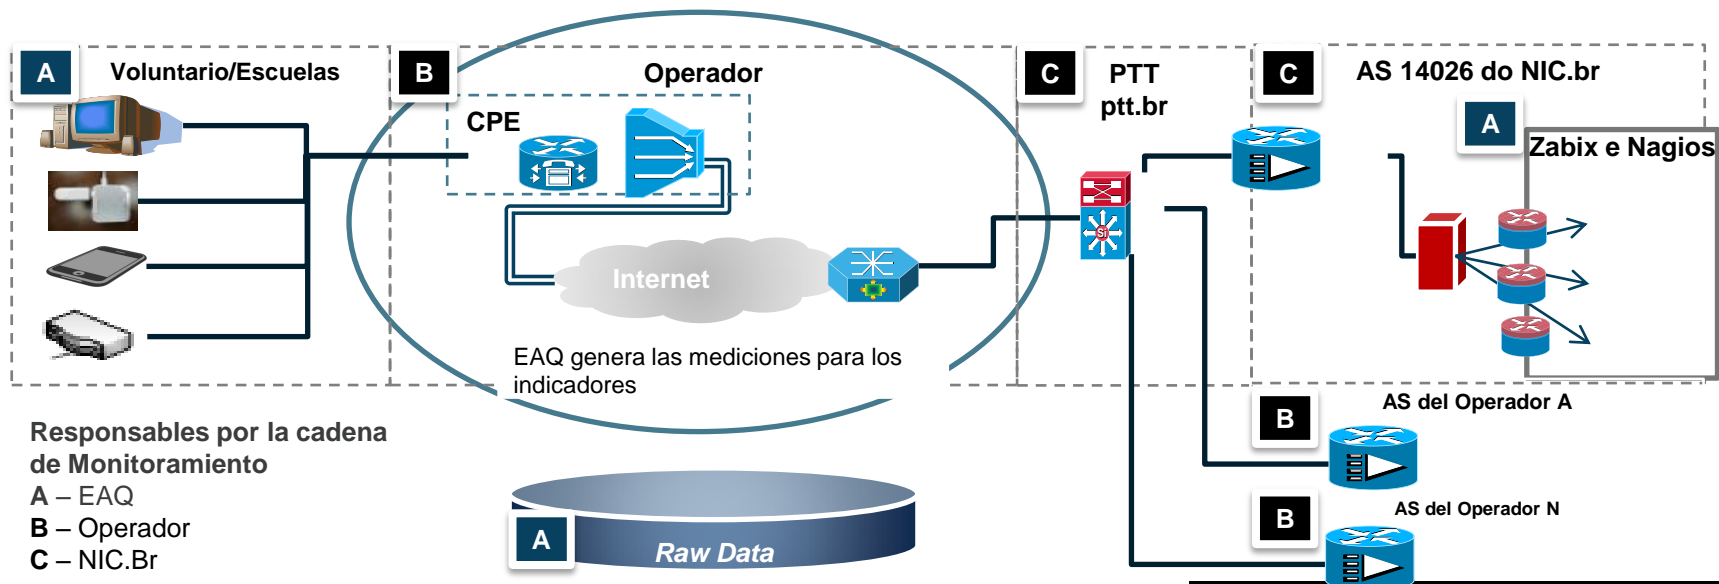 A
Voluntario/Escuelas
B
Operador
CPE
Internet
EAQ genera las mediciones para los
indicadores
C
PTT
ptt.br
Si
C
AS 14026 do NIC.br
A
Zabix e Nagios
B
AS del Operador A
B
AS del Operador N
A
Raw Data
Responsables por la cadena
de Monitoramiento
A – EAQ
B – Operador
C – NIC.Br